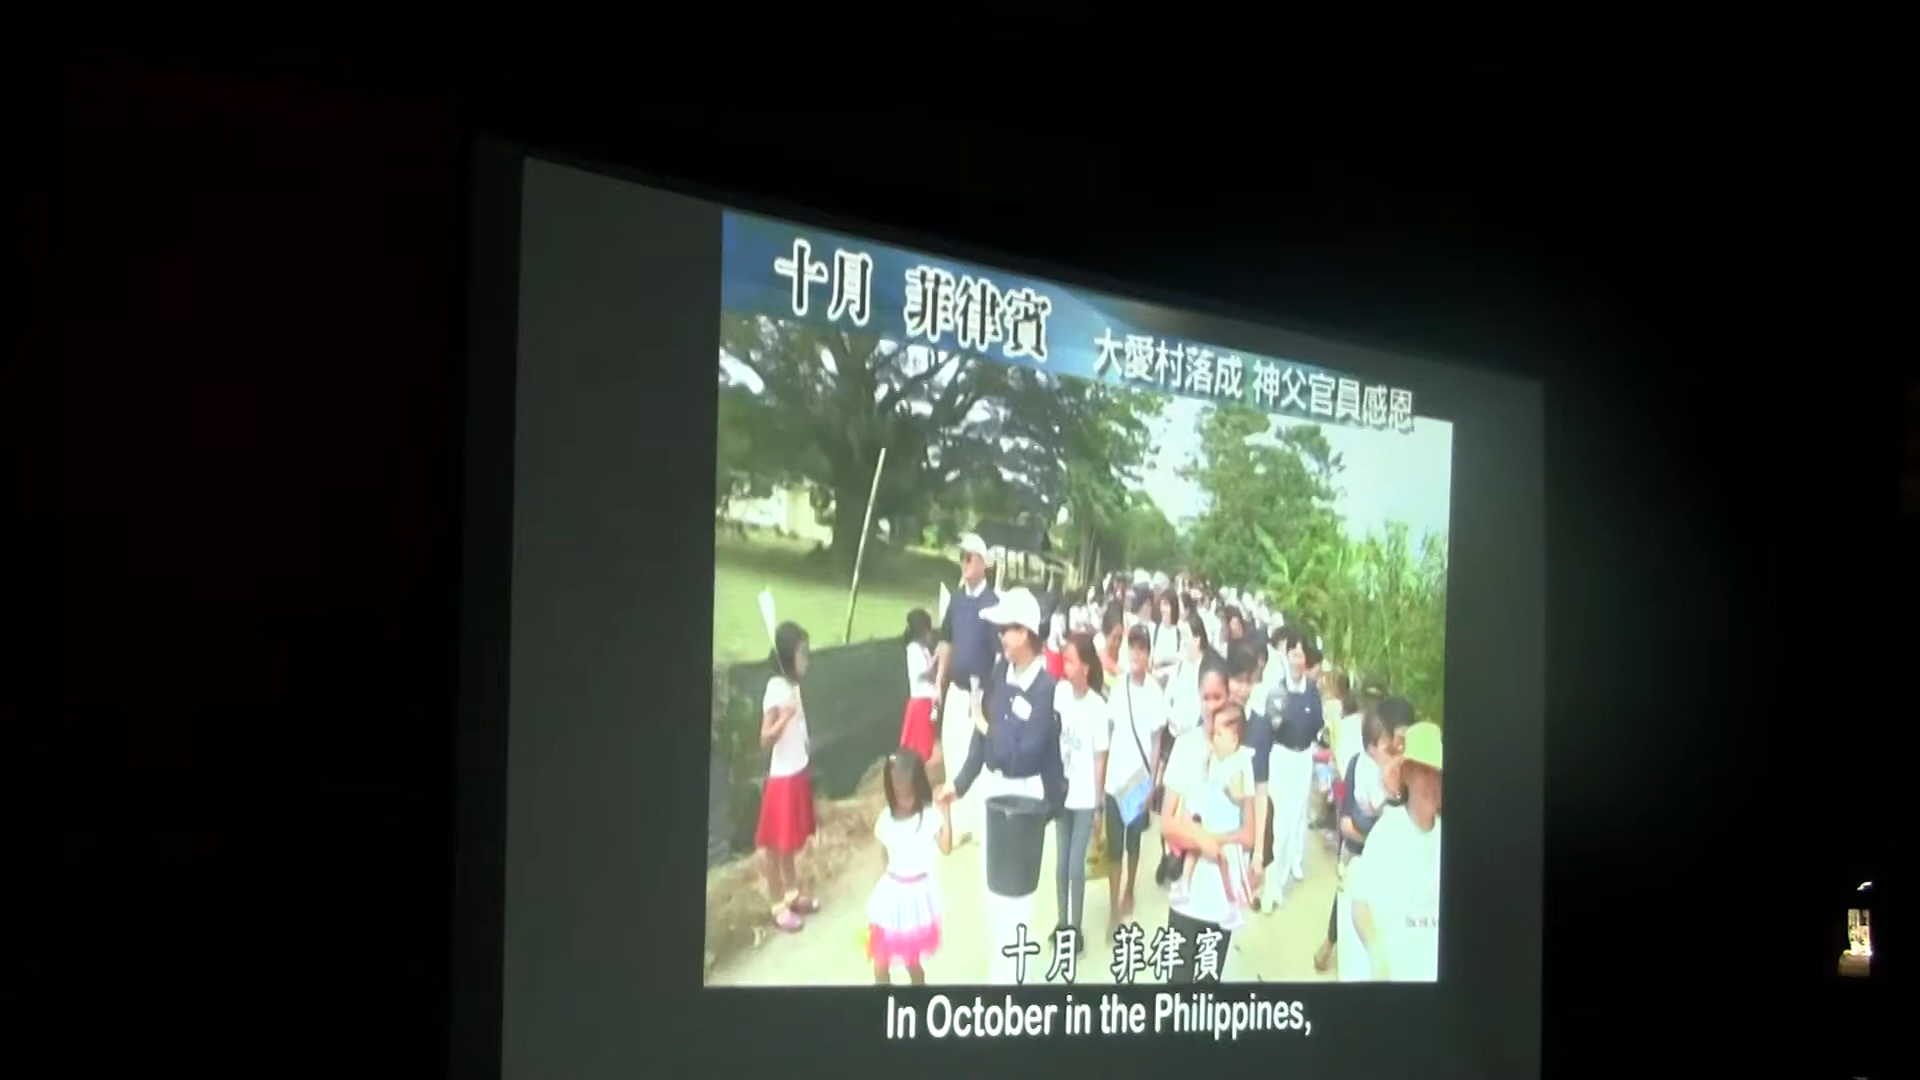 十月 菲律賓
大愛村落成 神父官員感恩
十月 菲律賓
In October in the Philippines,